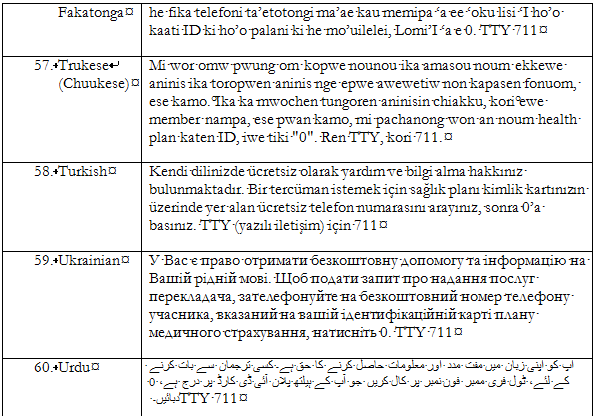 Fakatonga he fika telefoni ta'etotongi ma'ae kau memipa 'a ee 'oku lisi 'I ho'o
kaati ID ki ho'o palani ki he mo'uilelei, Lomi'I 'a e 0. TTY 711
57. Trukese Mi wor omw pwung om kopwe nounou ika amasou noum ekkewe
(Chuukese) aninis ika toropwen aninis nge epwe awewetiw non kapasen fonuom,
ese kamo. Ika ka mwochen tungoren aninisin chiakku, kori ewe
member nampa, ese pwan kamo, mi pachanong won an noum health
plan katen ID, iwe tiki "0". Ren TTY, kori 711.
58. Turkish Kendi dilinizde ücretsiz olarak yardım ve bilgi alma hakkınız
bulunmaktadır. Bir tercüman istemek için sağlık planı kimlik kartınızın
üzerinde yer alan ücretsiz telefon numarasını arayınız, sonra 0'a
basınız. TTY (yazılı iletişim) için 711
59. Ukrainian У Вас є право отримати безкоштовну допомогу та інформацію на
Вашій рідній мові. Щоб подати запит про надання послуг
перекладача, зателефонуйте на безкоштовний номер телефону
учасника, вказаний на вашій ідентифікаційній карті плану
медичного страхування, натисніть 0. TTY 711
60. Urdu آپ کو اپنی زبان میں مفت مدد اور معلومات حاصل کرنے کا حق ہے۔ کسی ترجمان سے بات کرنے
کے لئے، ٹول فری ممبر فون نمبر پر کال کریں جو آپ کے ہیلتھ پلان آئی ڈی کارڈ پر درج ہے، 0
دبائیں۔ TTY 711